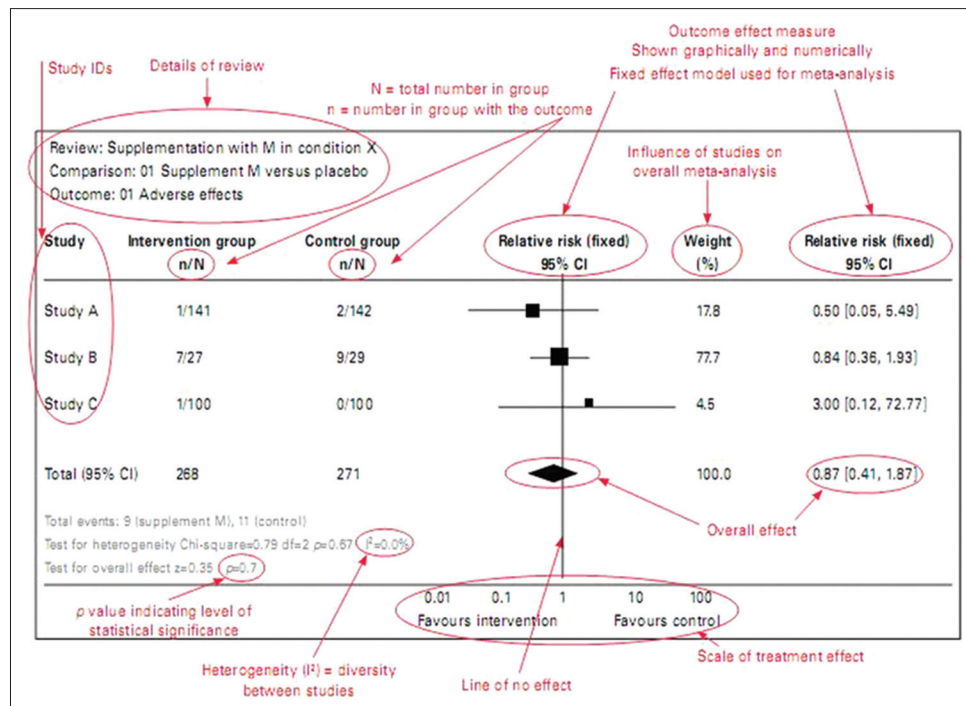 Outcome effect measure
Shown graphically and numerically
Fixed effect model used for meta-analysis
Study IDs
Details of review
N = total number in group
n = number in group with the outcome
Influence of studies on
overall meta-analysis
Review: Supplementation with M in condition X
Comparison: 01 Supplement M versus placebo
Outcome: 01 Adverse effects
Study Intervention group Control group Relative risk (fixed) Weight Relative risk (fixed)
n/N n/N 95% CI (%) 95% CI
Study A 1/141 2/142 17.8 0.50 [0.05, 5.49]
Study B 7/27 9/29 77.7 0.84 [0.36, 1.93]
Study C 1/100 0/100 4.5 3.00 [0.12, 72.77]
Total (95% CI) 268 271 100.0 0.87 [0.41, 1.87]
Total events: 9 (supplement M), 11 (control)
Test for heterogeneity Chi-square=0.79 df=2 p=0.67 I²=0.0%
Test for overall effect z=0.35 p=0.7
Overall effect
0.01 0.1 1 10 100
Favours intervention Favours control
p value indicating level of
statistical significance
Heterogeneity (I²) = diversity
between studies
Line of no effect
Scale of treatment effect